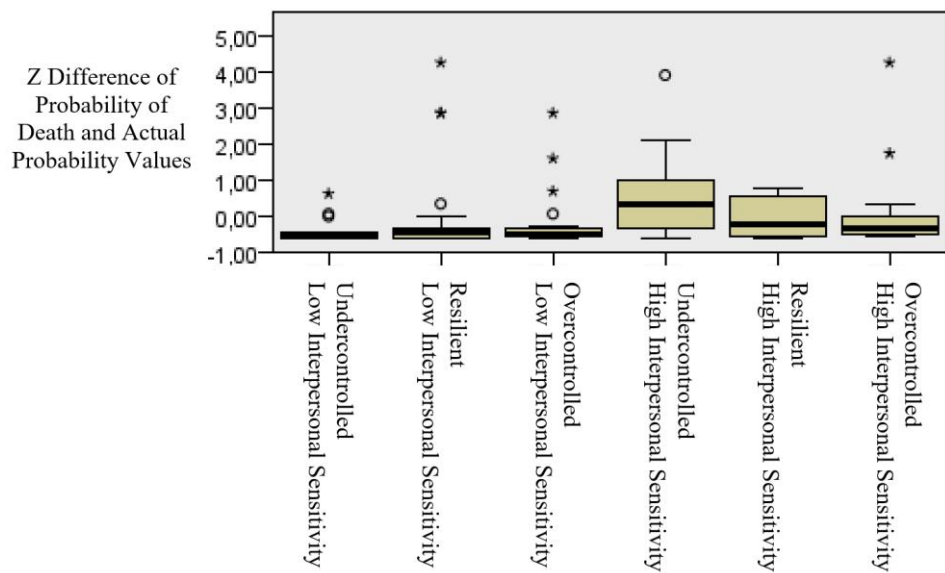 Z Difference of
Probability of
Death and Actual
Probability Values
5,00
4,00
3,00
2,00
1,00
0,00
-1,00
Undercontrolled
Low Interpersonal Sensitivity
Resilient
Low Interpersonal Sensitivity
Overcontrolled
Low Interpersonal Sensitivity
Undercontrolled
High Interpersonal Sensitivity
Resilient
High Interpersonal Sensitivity
Overcontrolled
High Interpersonal Sensitivity